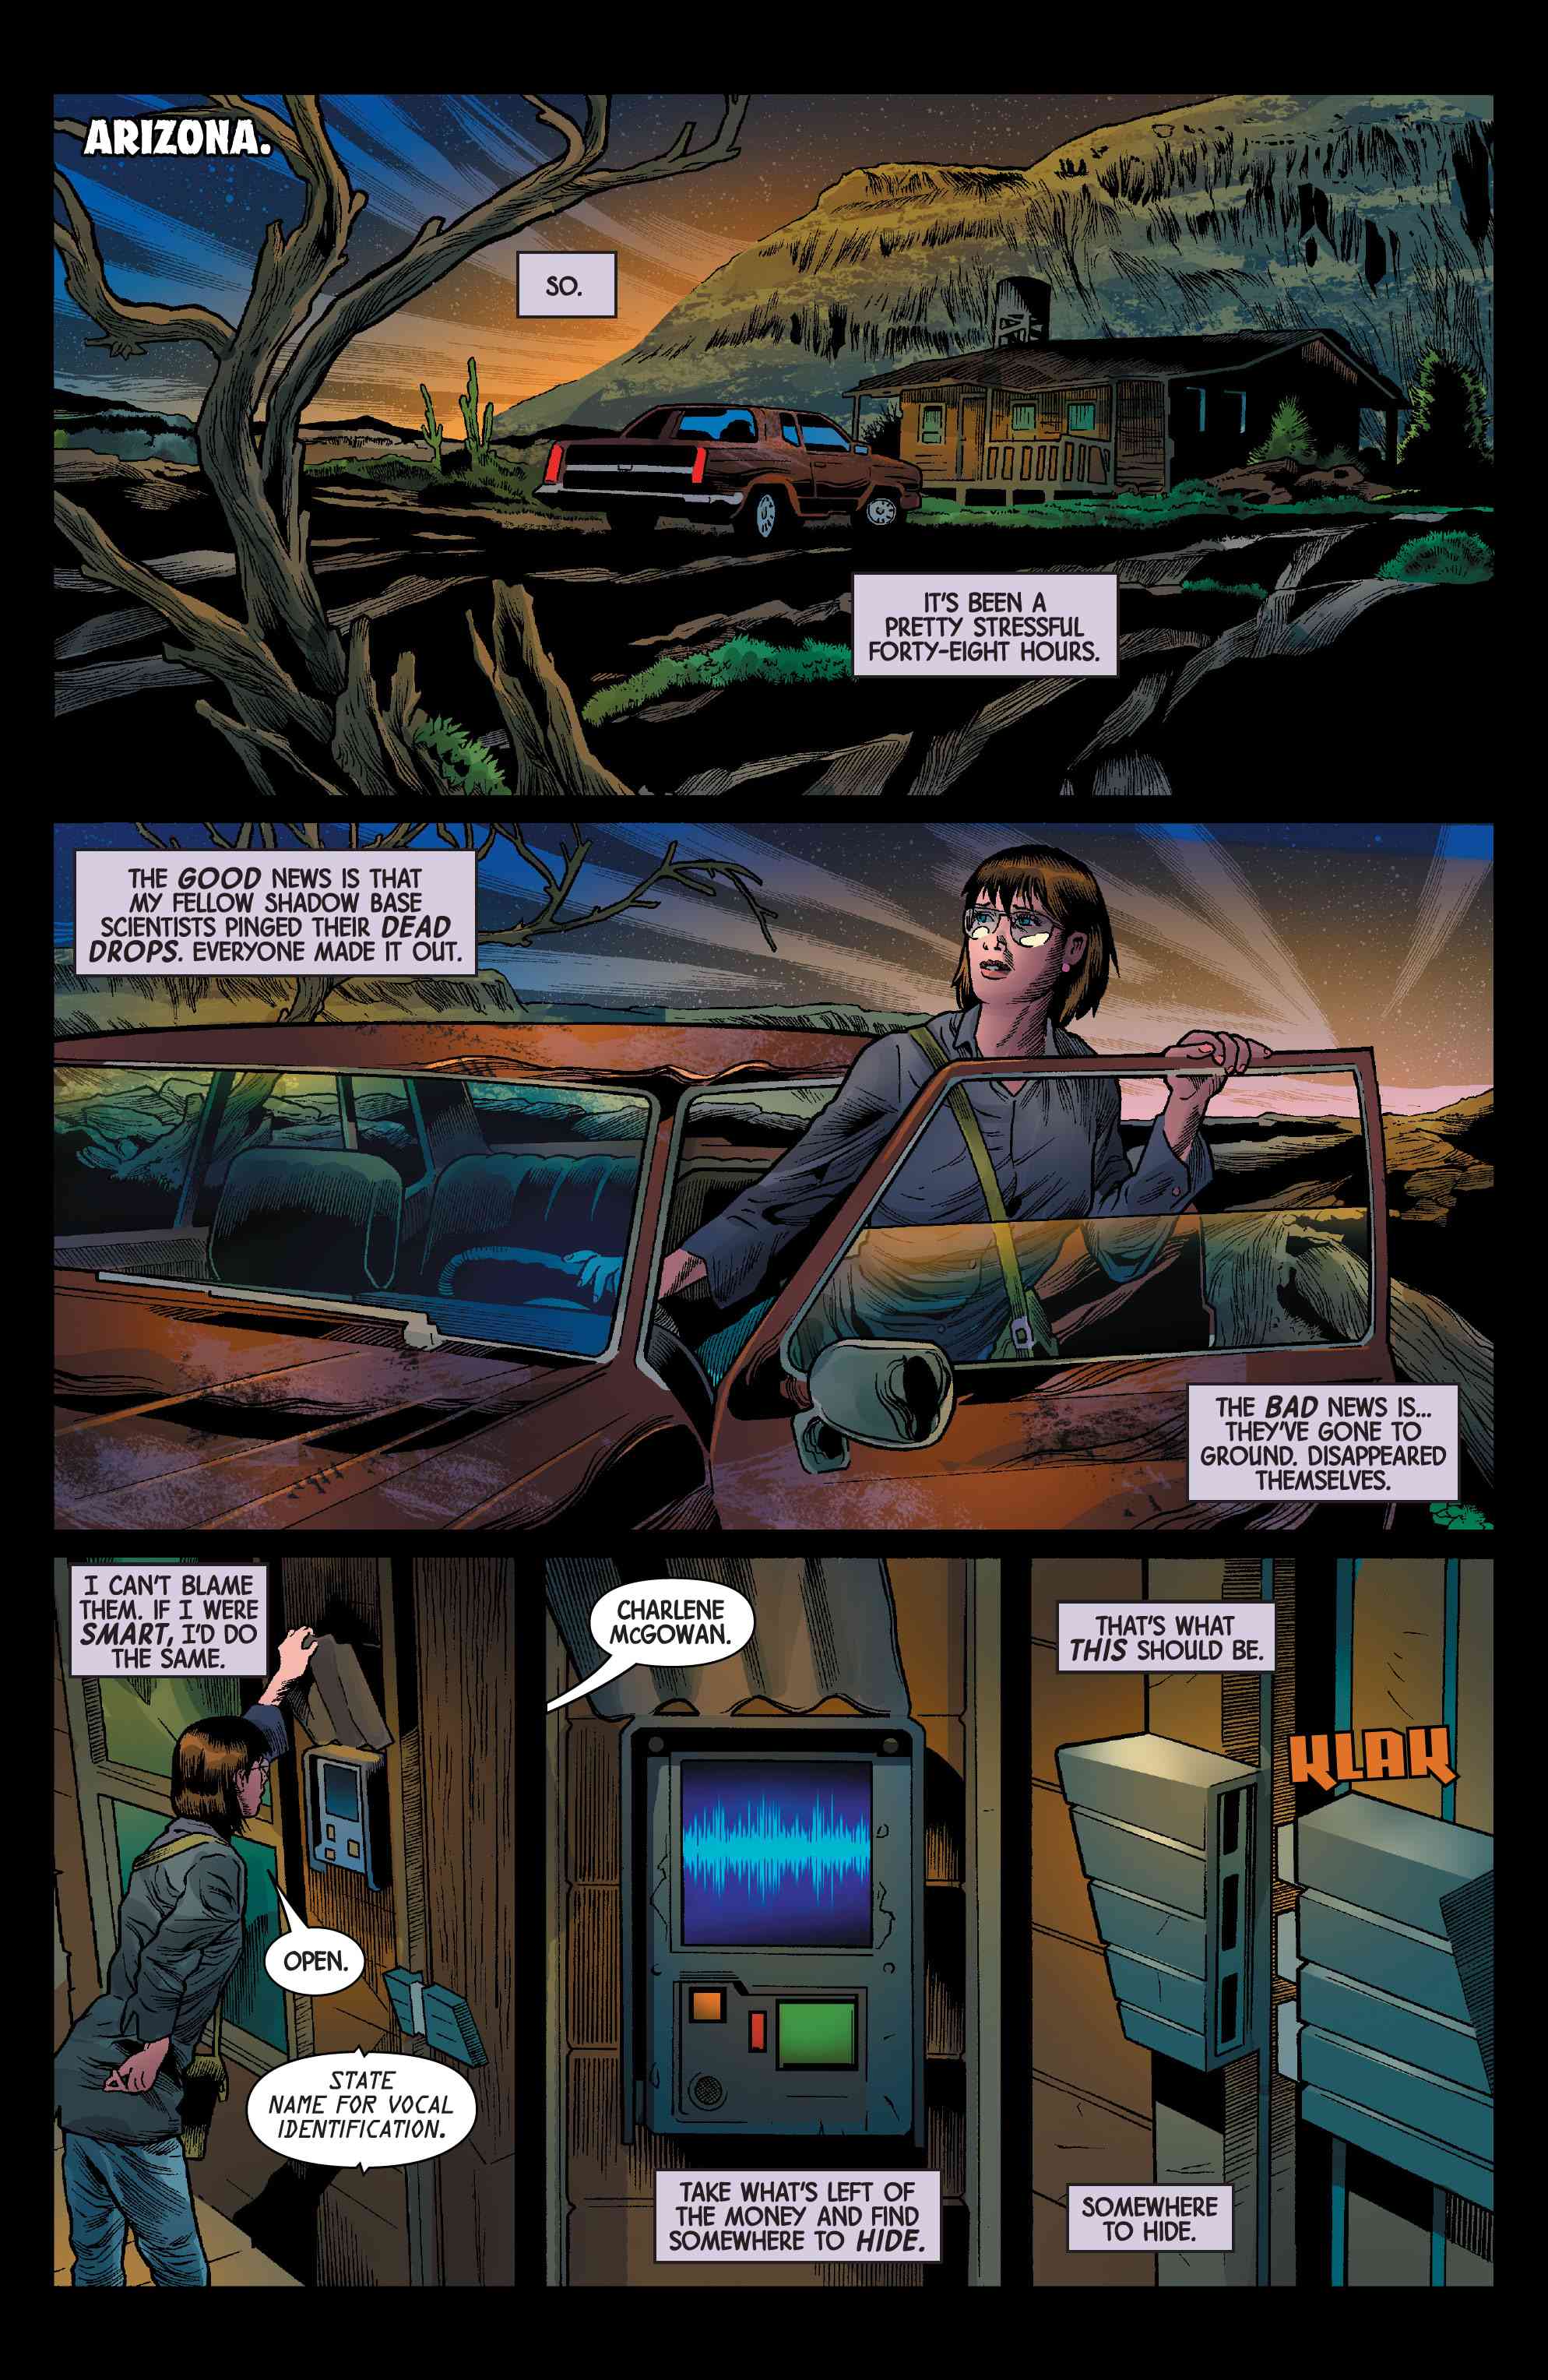 ARIZONA.
SO.
IT'S BEEN A
PRETTY STRESSFUL
FORTY-EIGHT HOURS.
THE GOOD NEWS IS THAT
MY FELLOW SHADOW BASE
SCIENTISTS PINGED THEIR DEAD
DROPS. EVERYONE MADE IT OUT.
THE BAD NEWS IS...
THEY'VE GONE TO
GROUND. DISAPPEARED
THEMSELVES.
I CAN'T BLAME
THEM. IF I WERE
SMART, I'D DO
THE SAME.
OPEN.
STATE
NAME FOR VOCAL
IDENTIFICATION.
CHARLENE
McGOWAN.
TAKE WHAT'S LEFT OF
THE MONEY AND FIND
SOMEWHERE TO HIDE.
THAT'S WHAT
THIS SHOULD BE.
KLAK
SOMEWHERE
TO HIDE.